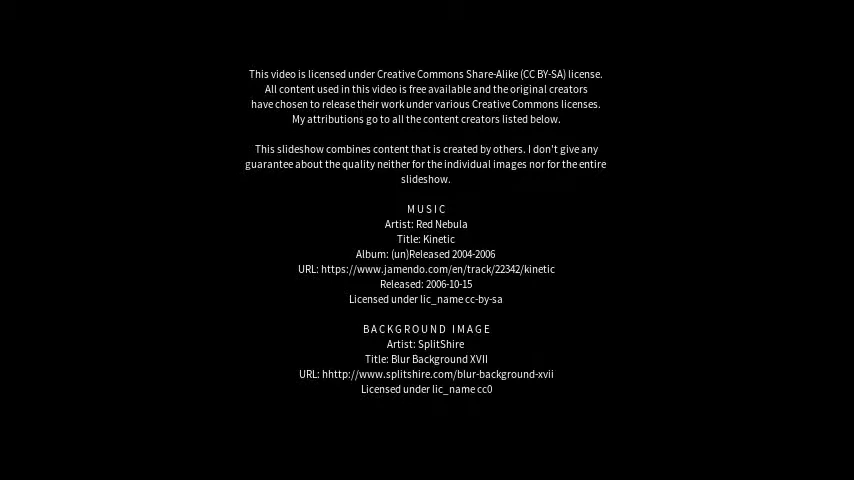 This video is licensed under Creative Commons Share-Alike (CC BY-SA) license.
All content used in this video is free available and the original creators
have chosen to release their work under various Creative Commons licenses.
My attributions go to all the content creators listed below.
This slideshow combines content that is created by others. I don't give any
guarantee about the quality neither for the individual images nor for the entire
slideshow.
MUSIC
Artist: Red Nebula
Title: Kinetic
Album: (un)Released 2004-2006
URL: https://www.jamendo.com/en/track/22342/kinetic
Released: 2006-10-15
Licensed under lic_name cc-by-sa
BACKGROUND IMAGE
Artist: SplitShire
Title: Blur Background XVII
URL: hhttp://www.splitshire.com/blur-background-xvii
Licensed under lic_name cc0